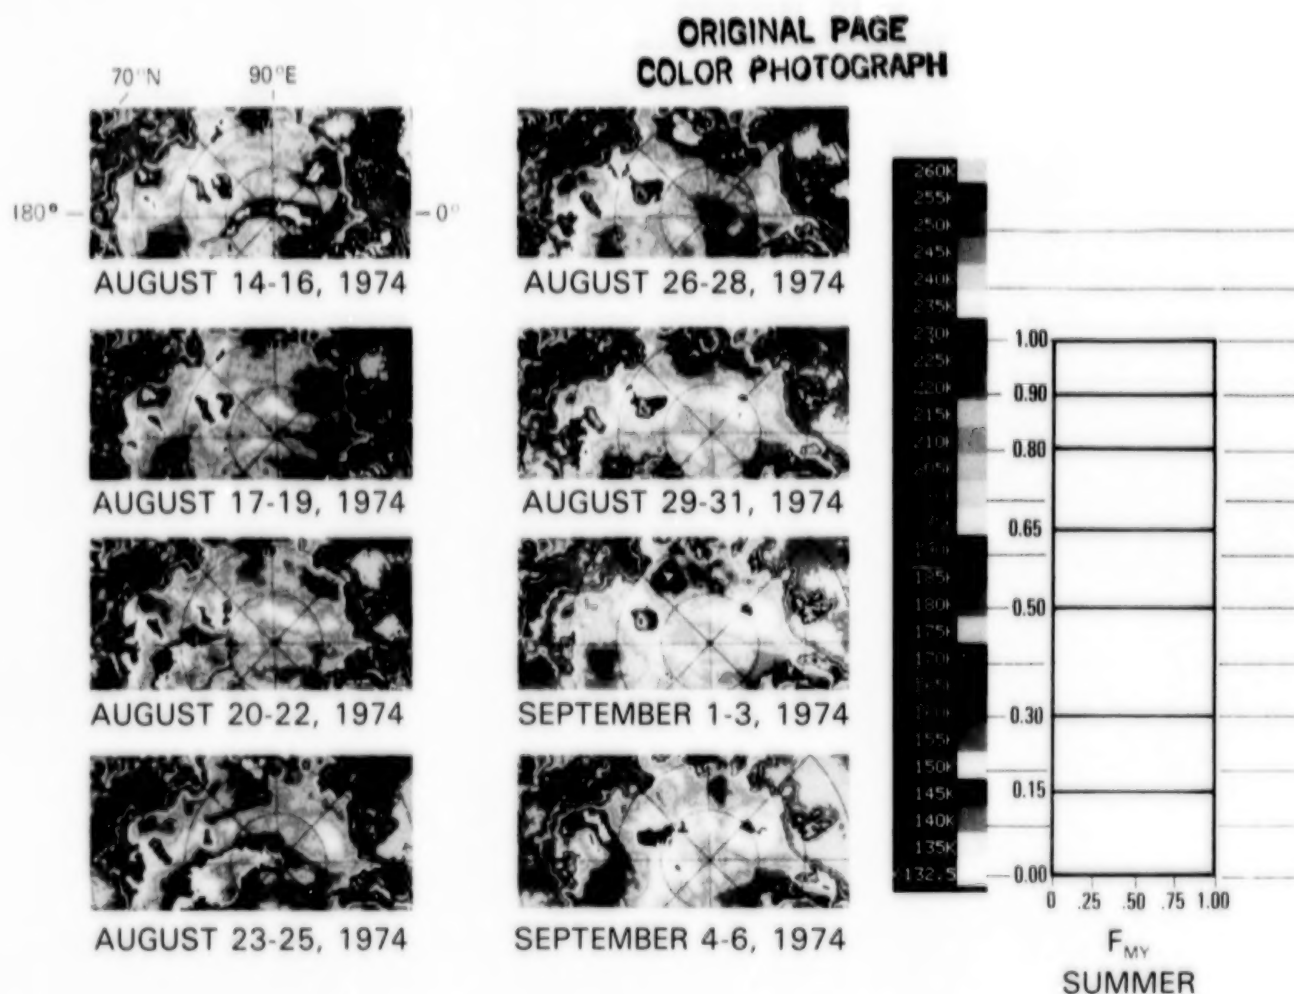 ORIGINAL PAGE
COLOR PHOTOGRAPH
70°N 90°E
180° 0°
AUGUST 14-16, 1974
AUGUST 17-19, 1974
AUGUST 20-22, 1974
AUGUST 23-25, 1974
AUGUST 26-28, 1974
AUGUST 29-31, 1974
SEPTEMBER 1-3, 1974
SEPTEMBER 4-6, 1974
260K
255K
250K
245K
240K
235K
230K
225K
220K
215K
210K
185K
180K
175K
170K
155K
150K
145K
140K
135K
132.5
1.00
0.90
0.80
0.65
0.50
0.30
0.15
0.00
0 .25 .50 .75 1.00
FMY
SUMMER